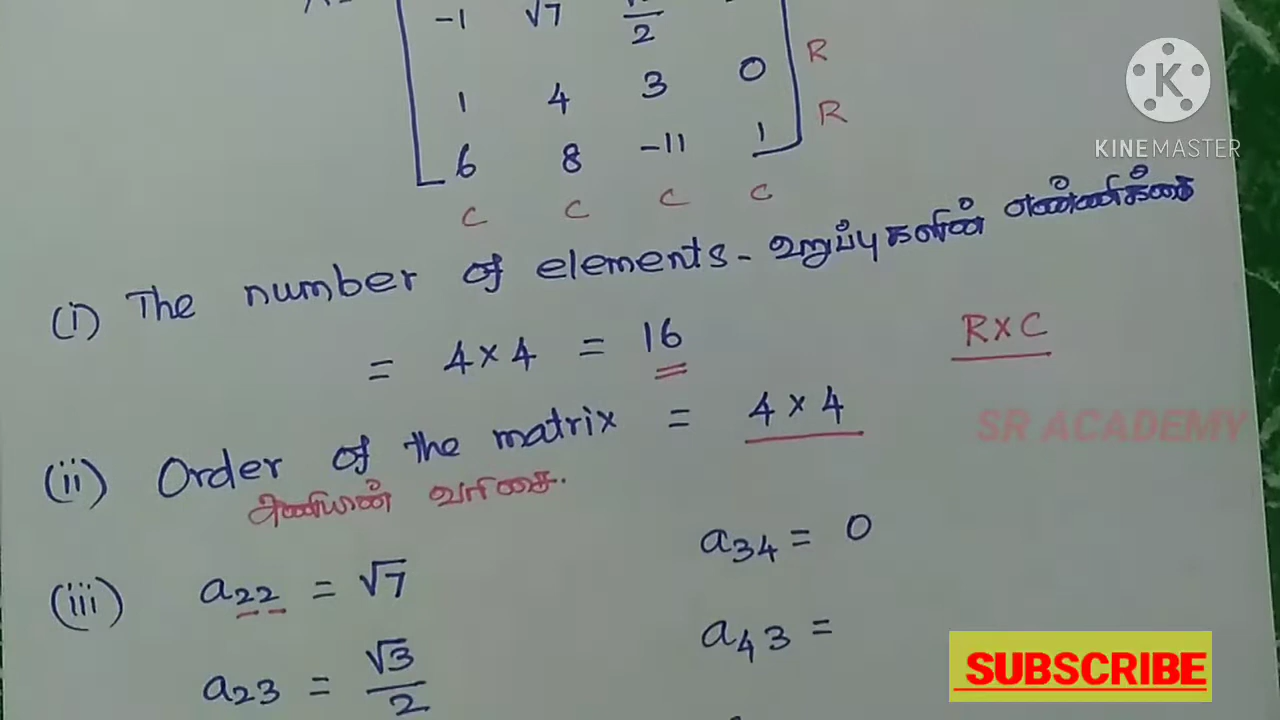 -1 √7 √3/2
R
1 4 3 0
R
6 8 -11 1
C C C C
KINEMASTER
(i) The number of elements - உறுப்புகளின் எண்ணிக்கை
= 4 × 4 = 16
R×C
(ii) Order of the matrix = 4 × 4
SR ACADEMY
அணியின் வரிசை.
a34 = 0
(iii) a22 = √7
a43 =
a23 = √3/2
SUBSCRIBE